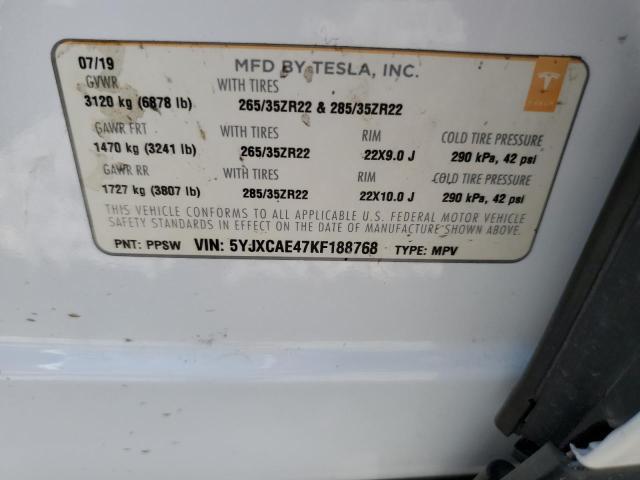 07/19 MFD BY TESLA, INC.
GVWR WITH TIRES
3120 kg (6878 lb) 265/35ZR22 & 285/35ZR22
GAWR FRT WITH TIRES RIM COLD TIRE PRESSURE
1470 kg (3241 lb) 265/35ZR22 22X9.0 J 290 kPa, 42 psi
GAWR RR WITH TIRES RIM COLD TIRE PRESSURE
1727 kg (3807 lb) 285/35ZR22 22X10.0 J 290 kPa, 42 psi
THIS VEHICLE CONFORMS TO ALL APPLICABLE U.S. FEDERAL MOTOR VEHICLE
SAFETY STANDARDS IN EFFECT ON THE DATE OF MANUFACTURE SHOWN ABOVE.
PNT: PPSW VIN: 5YJXCAE47KF188768 TYPE: MPV
TESLA